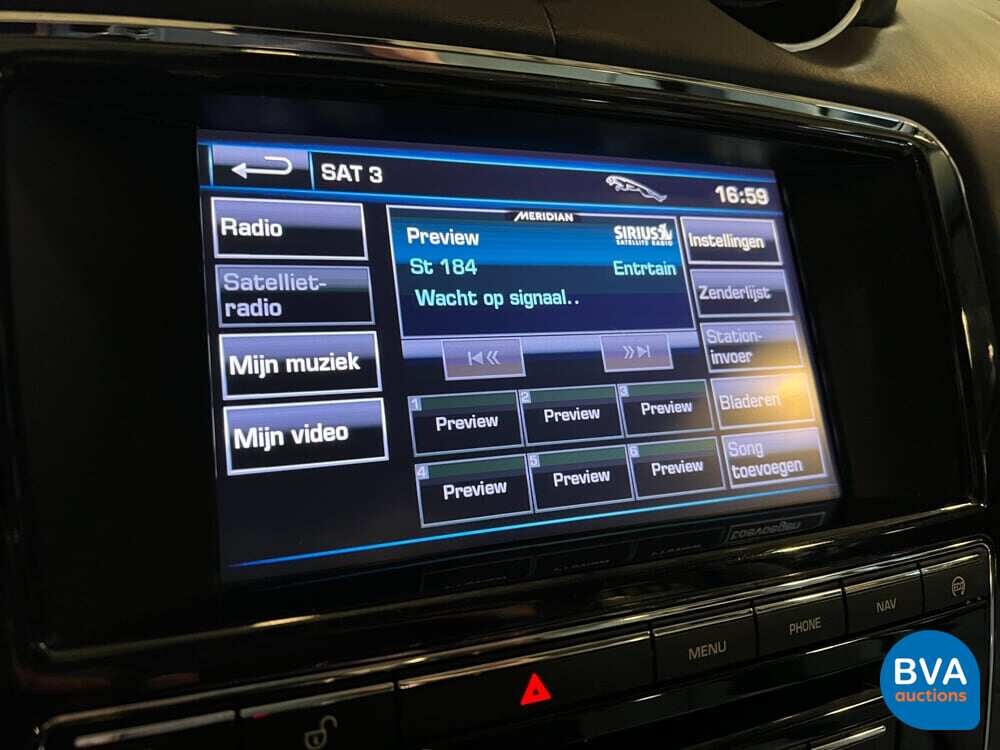 SAT 3
16:59
Radio
Satelliet-
radio
Mijn muziek
Mijn video
MERIDIAN
Preview
SIRIUS
SATELLITE RADIO
St 184
Entrtain
Wacht op signaal..
Instellingen
Zenderlijst
Station-
invoer
Bladeren
Song
toevoegen
1
Preview
2
Preview
3
Preview
4
Preview
5
Preview
6
Preview
MENU
PHONE
NAV
ECO
BVA
auctions